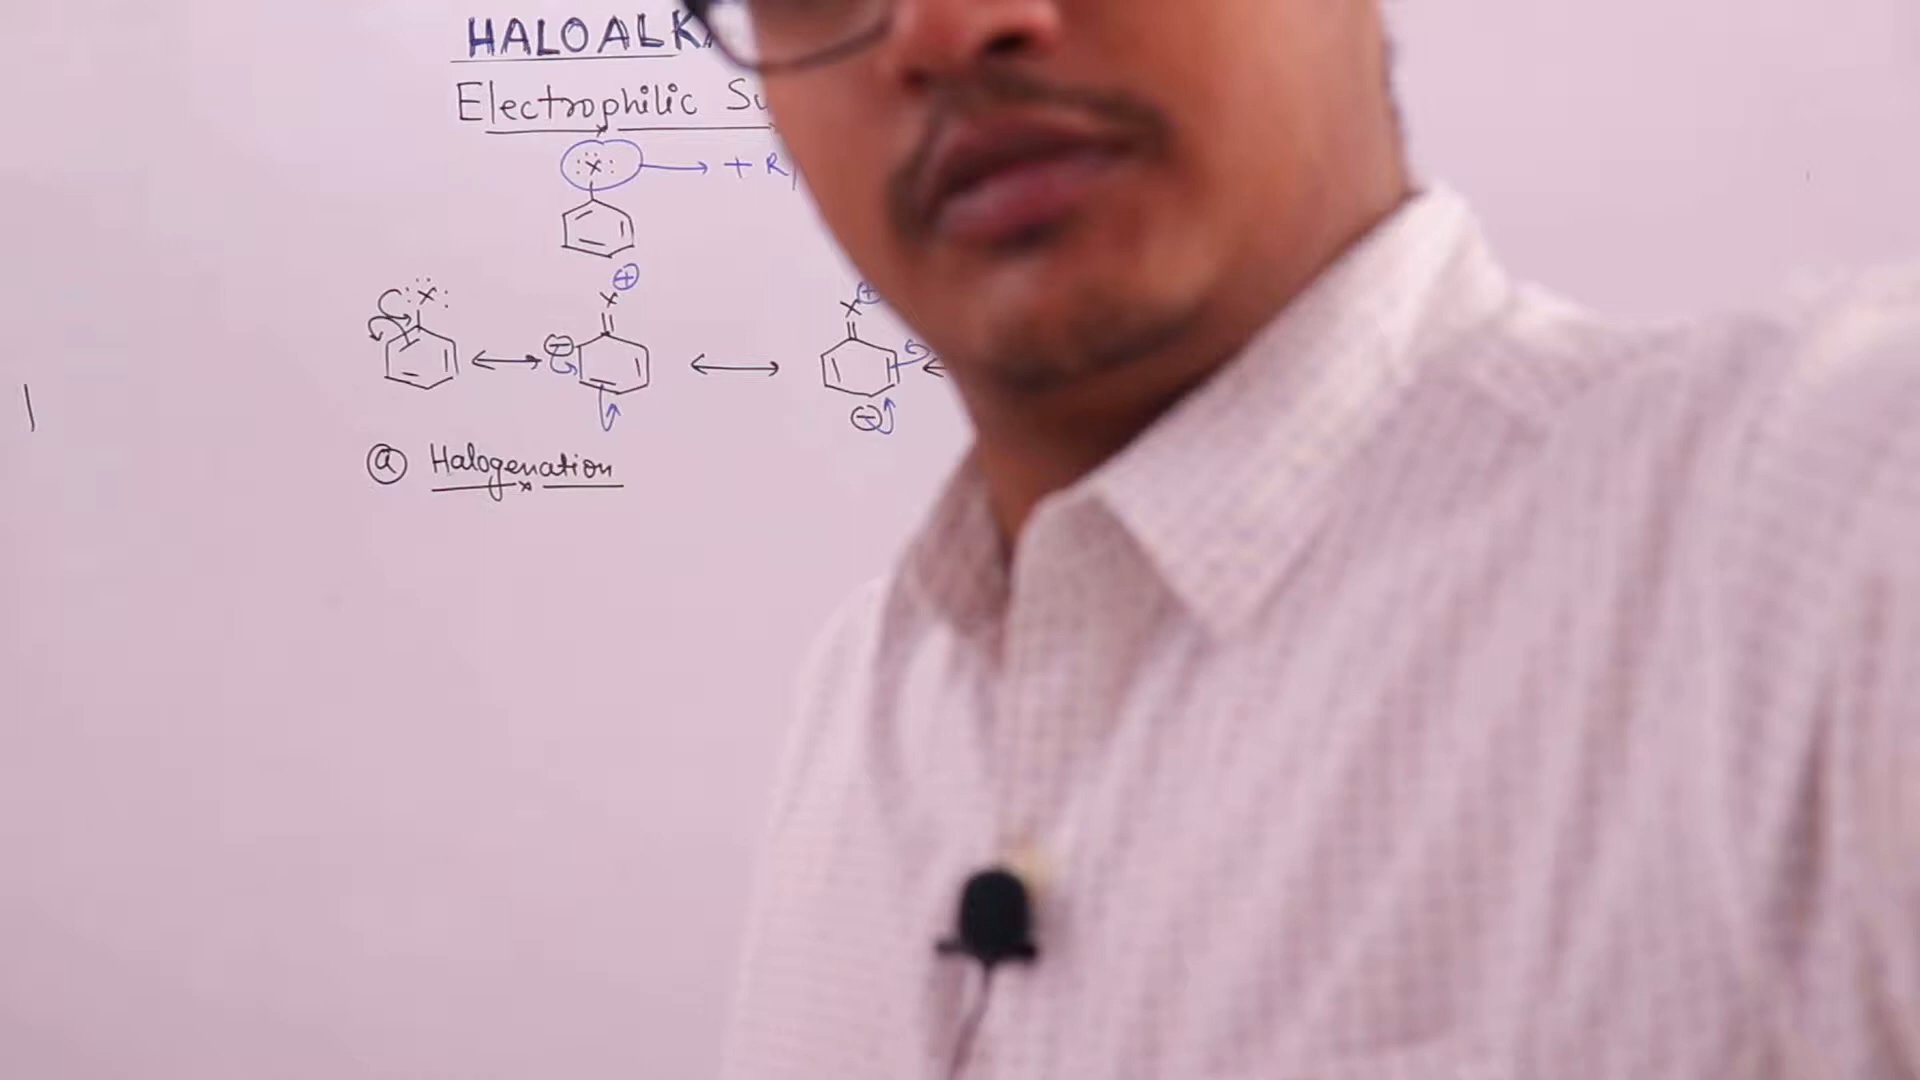 HALOALK
Electrophilic Su
:X: → + R
X ⊕
X ⊕
:X:
⊖
⊖
ⓐ Halogenation